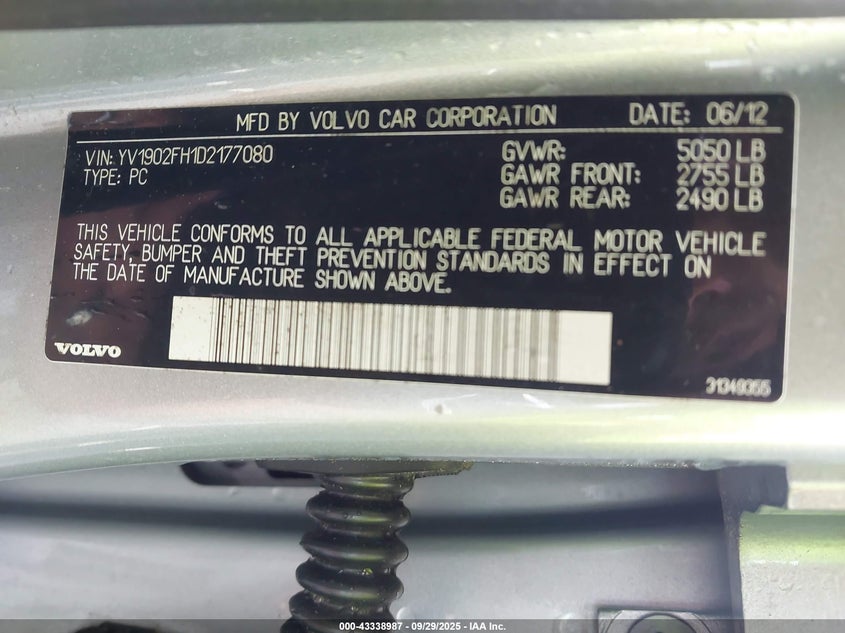 MFD BY VOLVO CAR CORPORATION DATE: 06/12
VIN: YV1902FH1D2177080
TYPE: PC
GVWR: 5050 LB
GAWR FRONT: 2755 LB
GAWR REAR: 2490 LB
THIS VEHICLE CONFORMS TO ALL APPLICABLE FEDERAL MOTOR VEHICLE
SAFETY, BUMPER AND THEFT PREVENTION STANDARDS IN EFFECT ON
THE DATE OF MANUFACTURE SHOWN ABOVE.
VOLVO
31349355
000-43338987 - 09/29/2025 - IAA Inc.